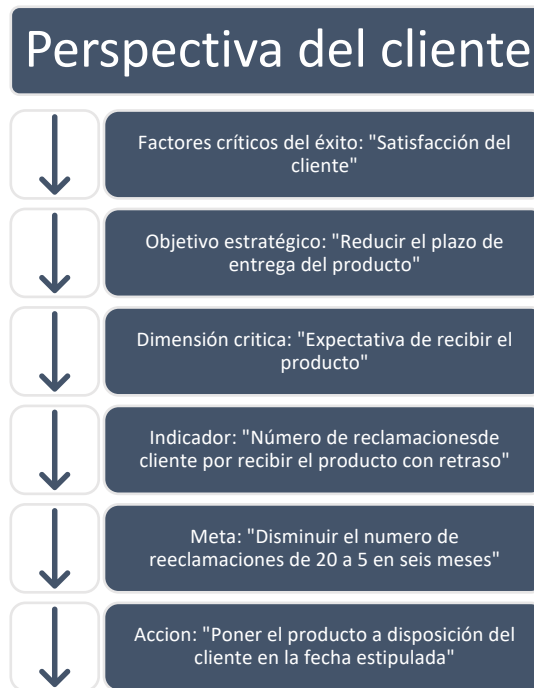 Perspectiva del cliente
Factores críticos del éxito: "Satisfacción del
cliente"
Objetivo estratégico: "Reducir el plazo de
entrega del producto"
Dimensión critica: "Expectativa de recibir el
producto"
Indicador: "Número de reclamacionesde
cliente por recibir el producto con retraso"
Meta: "Disminuir el numero de
reeclamaciones de 20 a 5 en seis meses"
Accion: "Poner el producto a disposición del
cliente en la fecha estipulada"